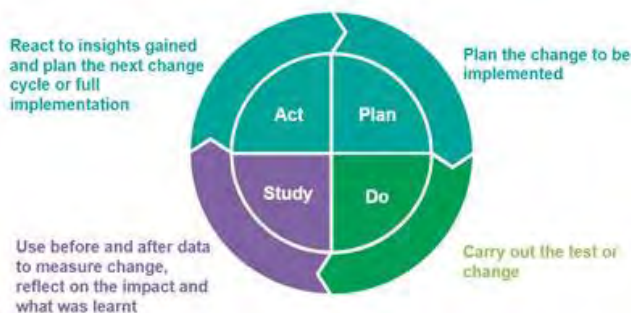 React to insights gained
and plan the next change
cycle or full
implementation
Plan the change to be
implemented
Act
Plan
Study
Do
Use before and after data
to measure change,
reflect on the impact and
what was learnt
Carry out the test or
change